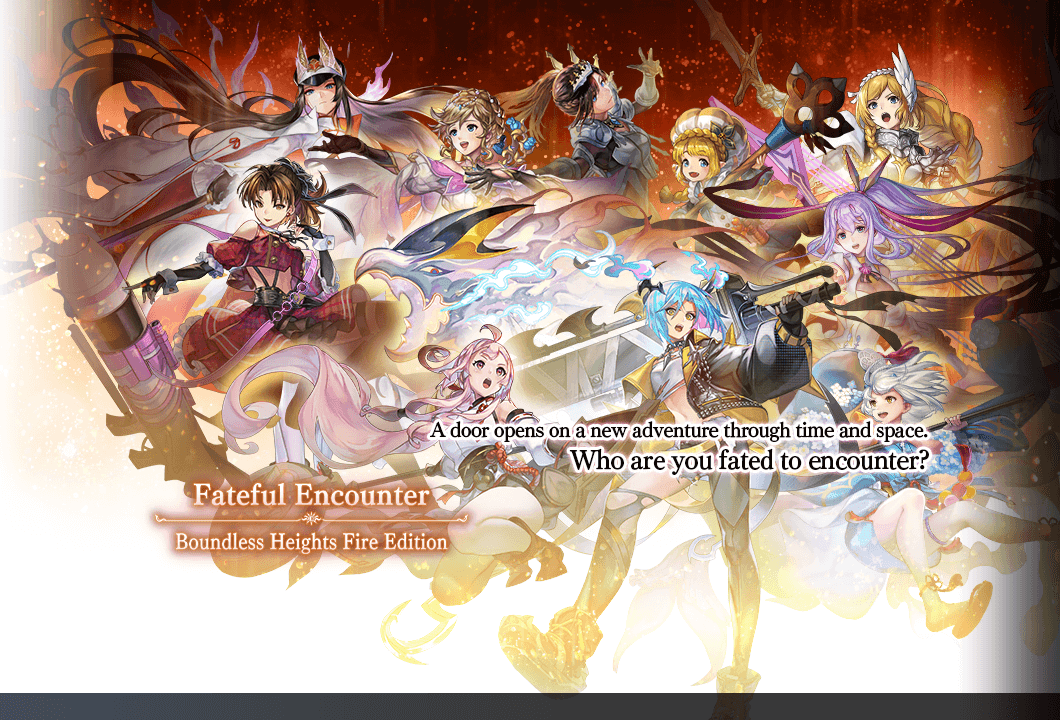 A door opens on a new adventure through time and space.
Who are you fated to encounter?
Fateful Encounter
Boundless Heights Fire Edition